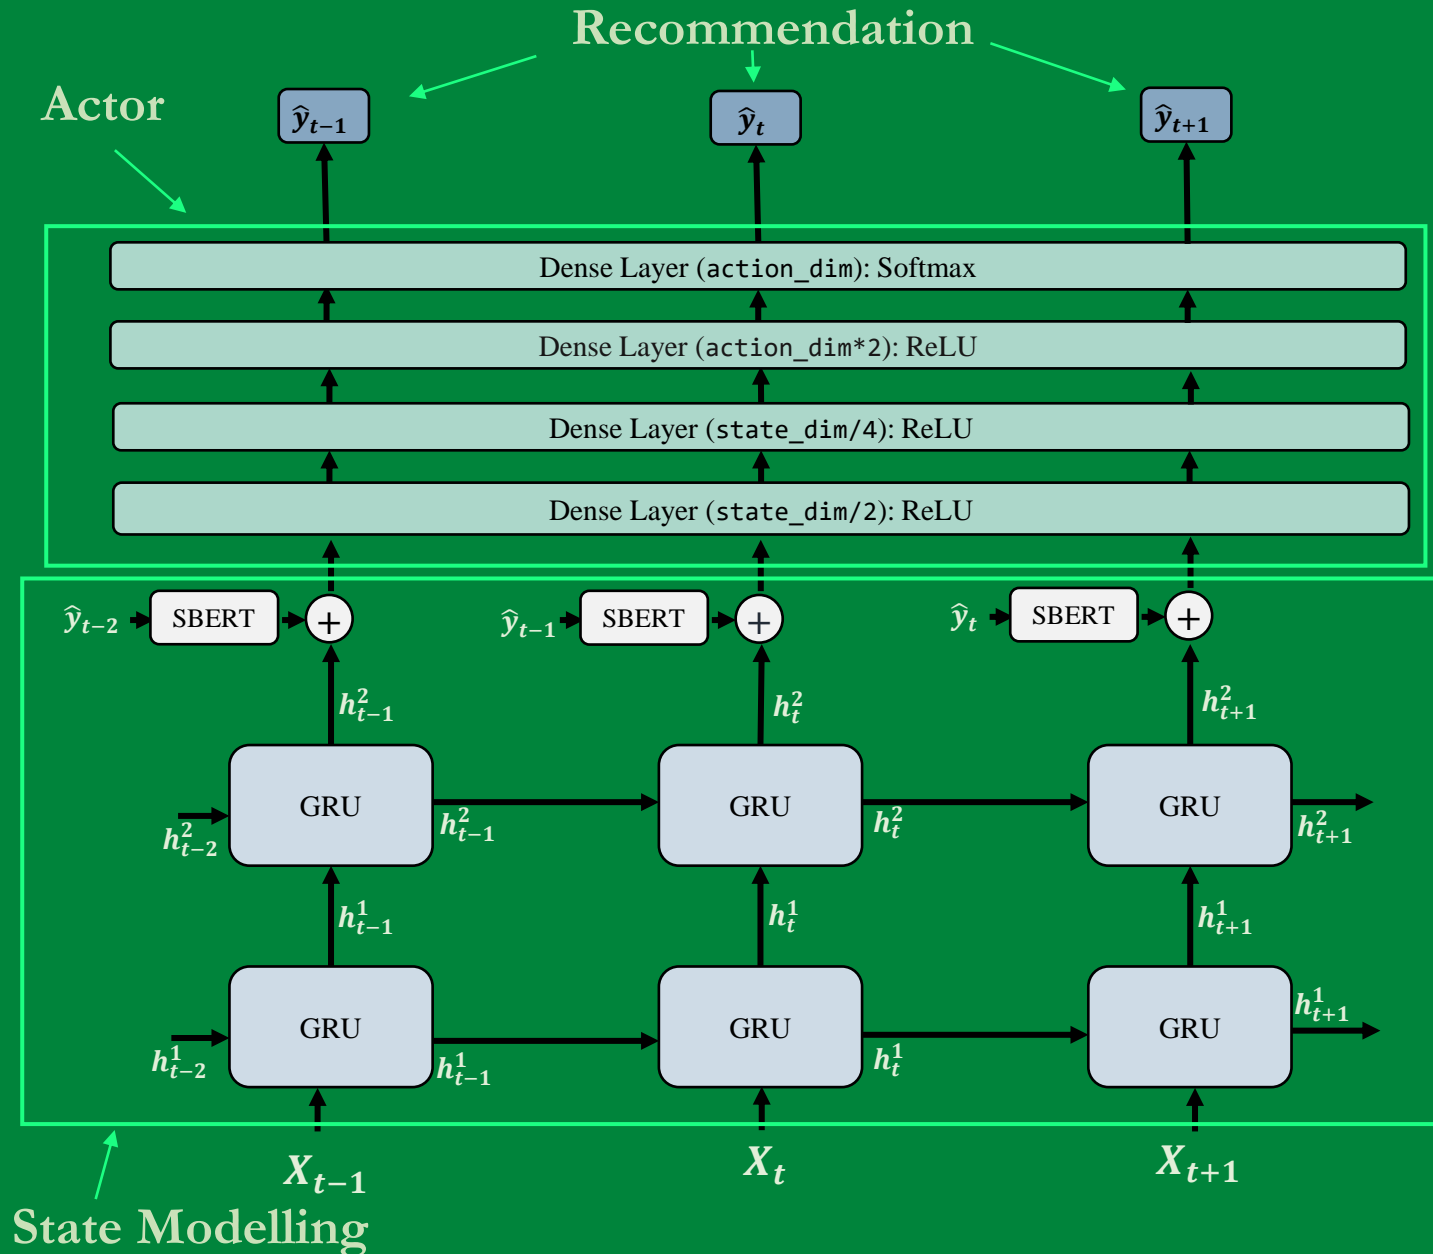 Recommendation
Actor
ŷₜ₋₁
ŷₜ
ŷₜ₊₁
Dense Layer (action_dim): Softmax
Dense Layer (action_dim*2): ReLU
Dense Layer (state_dim/4): ReLU
Dense Layer (state_dim/2): ReLU
ŷₜ₋₂ SBERT +
ŷₜ₋₁ SBERT +
ŷₜ SBERT +
h²ₜ₋₁
h²ₜ
h²ₜ₊₁
GRU
GRU
GRU
h²ₜ₋₂
h²ₜ₋₁
h²ₜ
h²ₜ₊₁
h¹ₜ₋₁
h¹ₜ
h¹ₜ₊₁
GRU
GRU
GRU
h¹ₜ₋₂
h¹ₜ₋₁
h¹ₜ
h¹ₜ₊₁
Xₜ₋₁
Xₜ
Xₜ₊₁
State Modelling